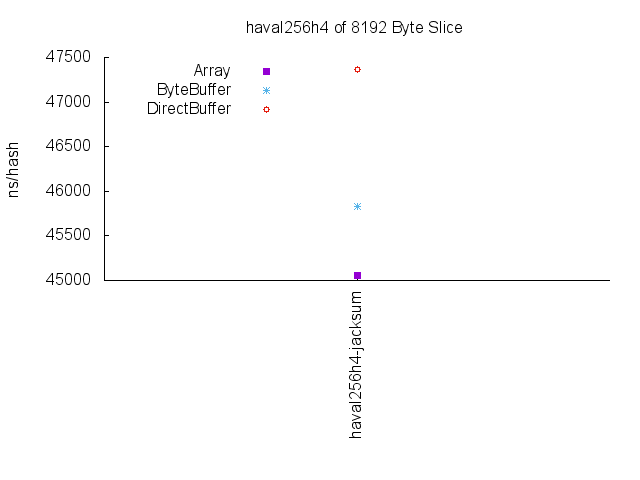 haval256h4 of 8192 Byte Slice
47500
47000
46500
46000
45500
45000
ns/hash
Array
ByteBuffer
DirectBuffer
haval256h4-jacksum